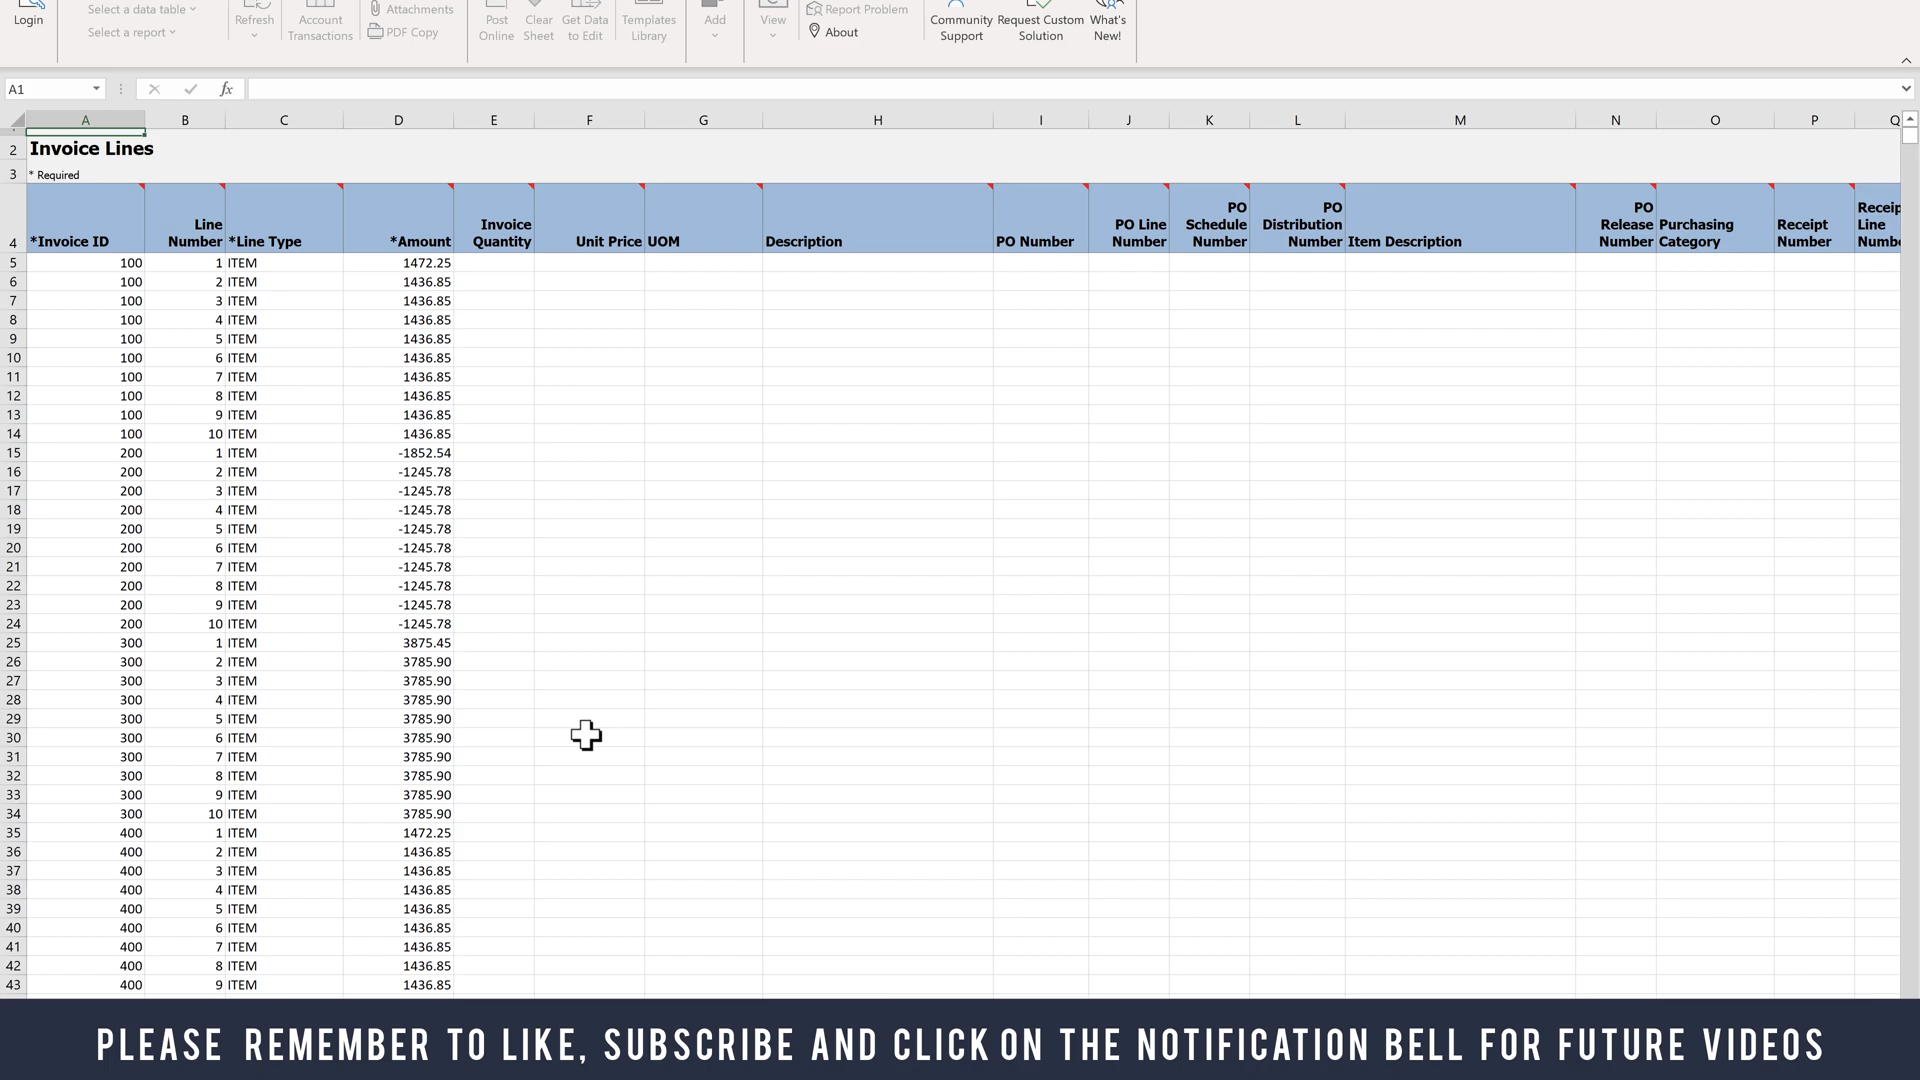 Login
Select a data table
Select a report
Refresh
Account
Transactions
Attachments
PDF Copy
Post
Online
Clear
Sheet
Get Data
to Edit
Templates
Library
Add
View
Report Problem
About
Community
Support
Request Custom
Solution
What's
New!
A1
fx
A B C D E F G H I J K L M N O P Q
2 Invoice Lines
3 * Required
4 *Invoice ID Line Number *Line Type *Amount Invoice Quantity Unit Price UOM Description PO Number PO Line Number PO Schedule Number PO Distribution Number Item Description PO Release Number Purchasing Category Receipt Number Line
5 100 1 ITEM 1472.25
6 100 2 ITEM 1436.85
7 100 3 ITEM 1436.85
8 100 4 ITEM 1436.85
9 100 5 ITEM 1436.85
10 100 6 ITEM 1436.85
11 100 7 ITEM 1436.85
12 100 8 ITEM 1436.85
13 100 9 ITEM 1436.85
14 100 10 ITEM 1436.85
15 200 1 ITEM -1852.54
16 200 2 ITEM -1245.78
17 200 3 ITEM -1245.78
18 200 4 ITEM -1245.78
19 200 5 ITEM -1245.78
20 200 6 ITEM -1245.78
21 200 7 ITEM -1245.78
22 200 8 ITEM -1245.78
23 200 9 ITEM -1245.78
24 200 10 ITEM -1245.78
25 300 1 ITEM 3875.45
26 300 2 ITEM 3785.90
27 300 3 ITEM 3785.90
28 300 4 ITEM 3785.90
29 300 5 ITEM 3785.90
30 300 6 ITEM 3785.90
31 300 7 ITEM 3785.90
32 300 8 ITEM 3785.90
33 300 9 ITEM 3785.90
34 300 10 ITEM 3785.90
35 400 1 ITEM 1472.25
36 400 2 ITEM 1436.85
37 400 3 ITEM 1436.85
38 400 4 ITEM 1436.85
39 400 5 ITEM 1436.85
40 400 6 ITEM 1436.85
41 400 7 ITEM 1436.85
42 400 8 ITEM 1436.85
43 400 9 ITEM 1436.85
PLEASE REMEMBER TO LIKE, SUBSCRIBE AND CLICK ON THE NOTIFICATION BELL FOR FUTURE VIDEOS